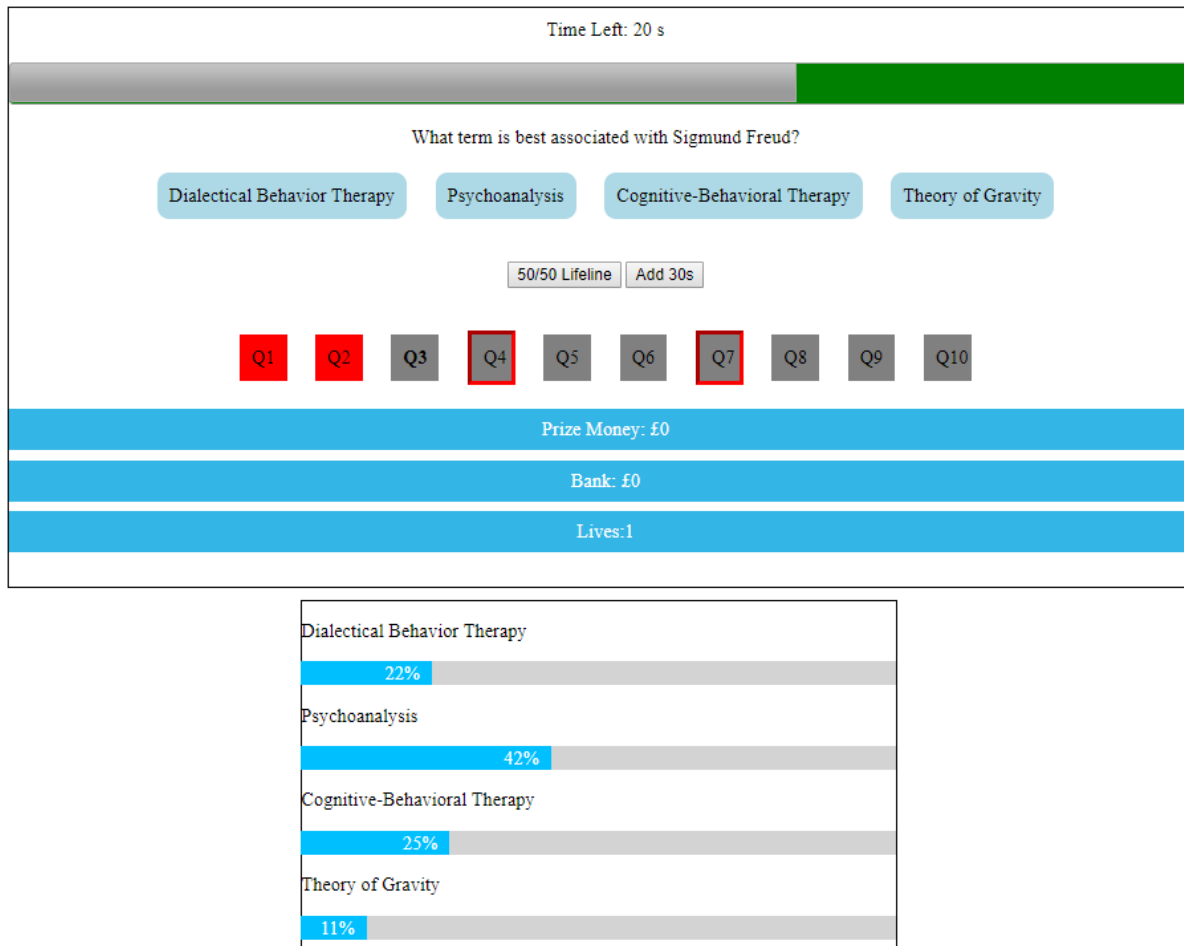 Time Left: 20 s
What term is best associated with Sigmund Freud?
Dialectical Behavior Therapy Psychoanalysis Cognitive-Behavioral Therapy Theory of Gravity
50/50 Lifeline Add 30s
Q1 Q2 Q3 Q4 Q5 Q6 Q7 Q8 Q9 Q10
Prize Money: £0
Bank: £0
Lives:1
Dialectical Behavior Therapy
22%
Psychoanalysis
42%
Cognitive-Behavioral Therapy
25%
Theory of Gravity
11%